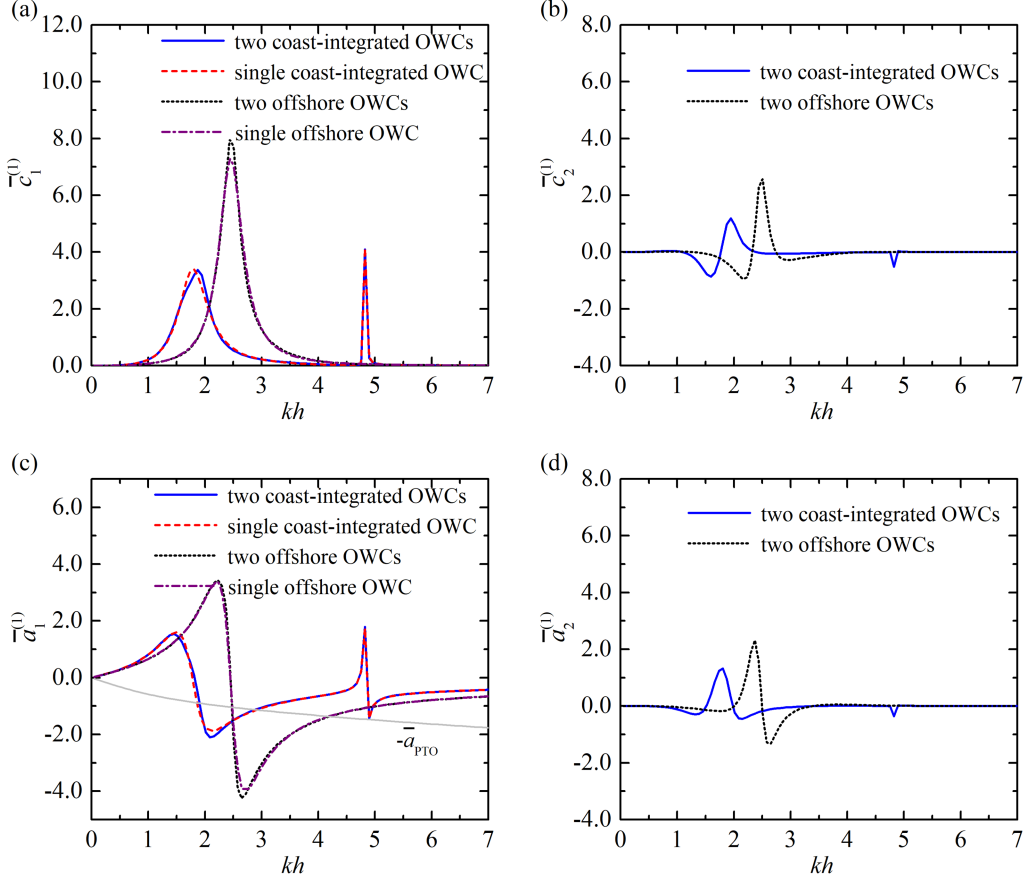 (a)
12.0
10.0
8.0
6.0
4.0
2.0
0.0
two coast-integrated OWCs
single coast-integrated OWC
two offshore OWCs
single offshore OWC
c̅₁⁽¹⁾
0 1 2 3 4 5 6 7
kh
(b)
8.0
6.0
4.0
2.0
0.0
-2.0
-4.0
two coast-integrated OWCs
two offshore OWCs
c̅₂⁽¹⁾
0 1 2 3 4 5 6 7
kh
(c)
6.0
4.0
2.0
0.0
-2.0
-4.0
two coast-integrated OWCs
single coast-integrated OWC
two offshore OWCs
single offshore OWC
a̅₁⁽¹⁾
-a̅PTO
0 1 2 3 4 5 6 7
kh
(d)
8.0
6.0
4.0
2.0
0.0
-2.0
-4.0
two coast-integrated OWCs
two offshore OWCs
a̅₂⁽¹⁾
0 1 2 3 4 5 6 7
kh